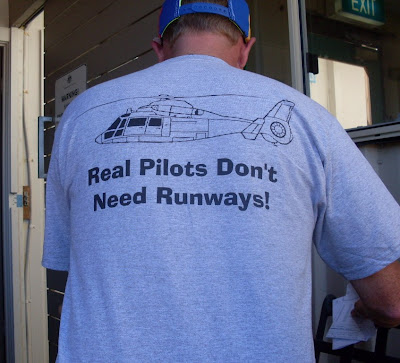 EXIT
Real Pilots Don't
Need Runways!